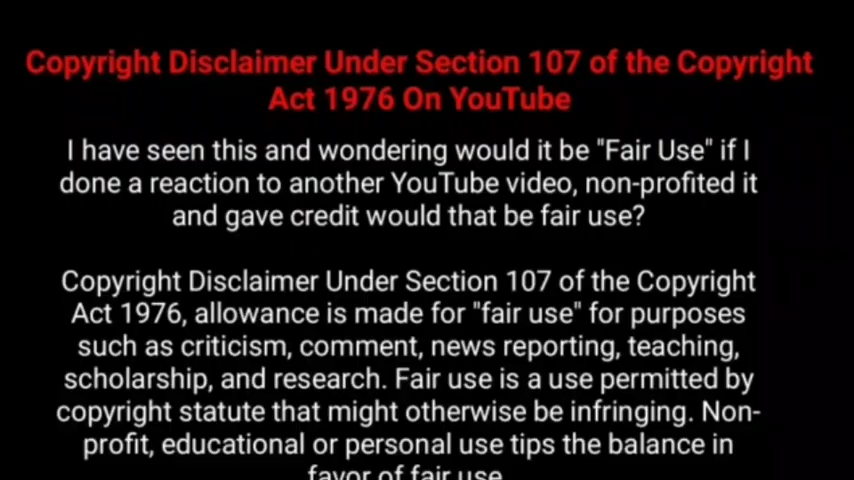 Copyright Disclaimer Under Section 107 of the Copyright
Act 1976 On YouTube
I have seen this and wondering would it be "Fair Use" if I
done a reaction to another YouTube video, non-profited it
and gave credit would that be fair use?
Copyright Disclaimer Under Section 107 of the Copyright
Act 1976, allowance is made for "fair use" for purposes
such as criticism, comment, news reporting, teaching,
scholarship, and research. Fair use is a use permitted by
copyright statute that might otherwise be infringing. Non-
profit, educational or personal use tips the balance in
favor of fair use